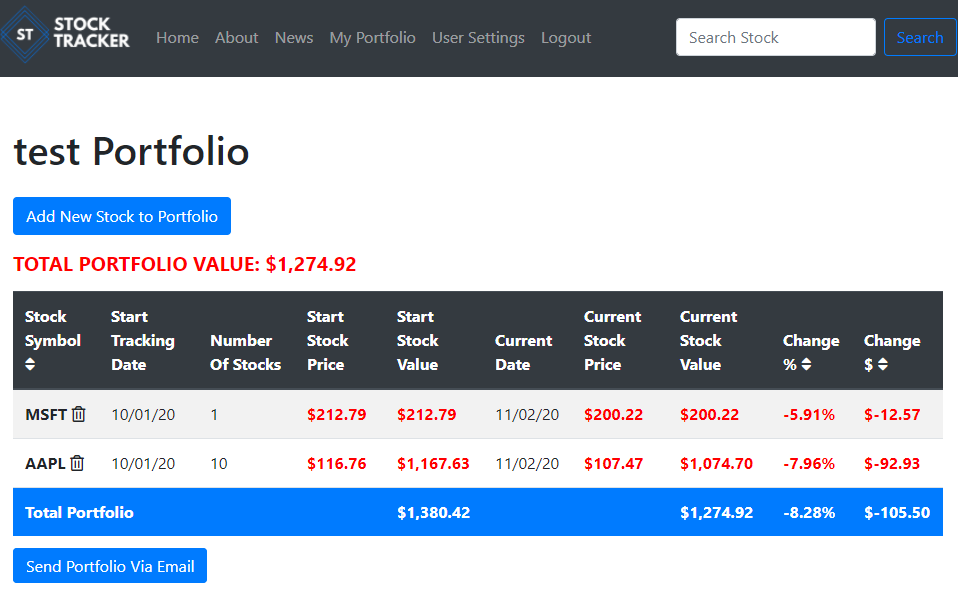 ST STOCK TRACKER
Home About News My Portfolio User Settings Logout Search Stock Search
test Portfolio
Add New Stock to Portfolio
TOTAL PORTFOLIO VALUE: $1,274.92
Stock Symbol Start Tracking Date Number Of Stocks Start Stock Price Start Stock Value Current Date Current Stock Price Current Stock Value Change % Change $
MSFT 10/01/20 1 $212.79 $212.79 11/02/20 $200.22 $200.22 -5.91% $-12.57
AAPL 10/01/20 10 $116.76 $1,167.63 11/02/20 $107.47 $1,074.70 -7.96% $-92.93
Total Portfolio $1,380.42 $1,274.92 -8.28% $-105.50
Send Portfolio Via Email